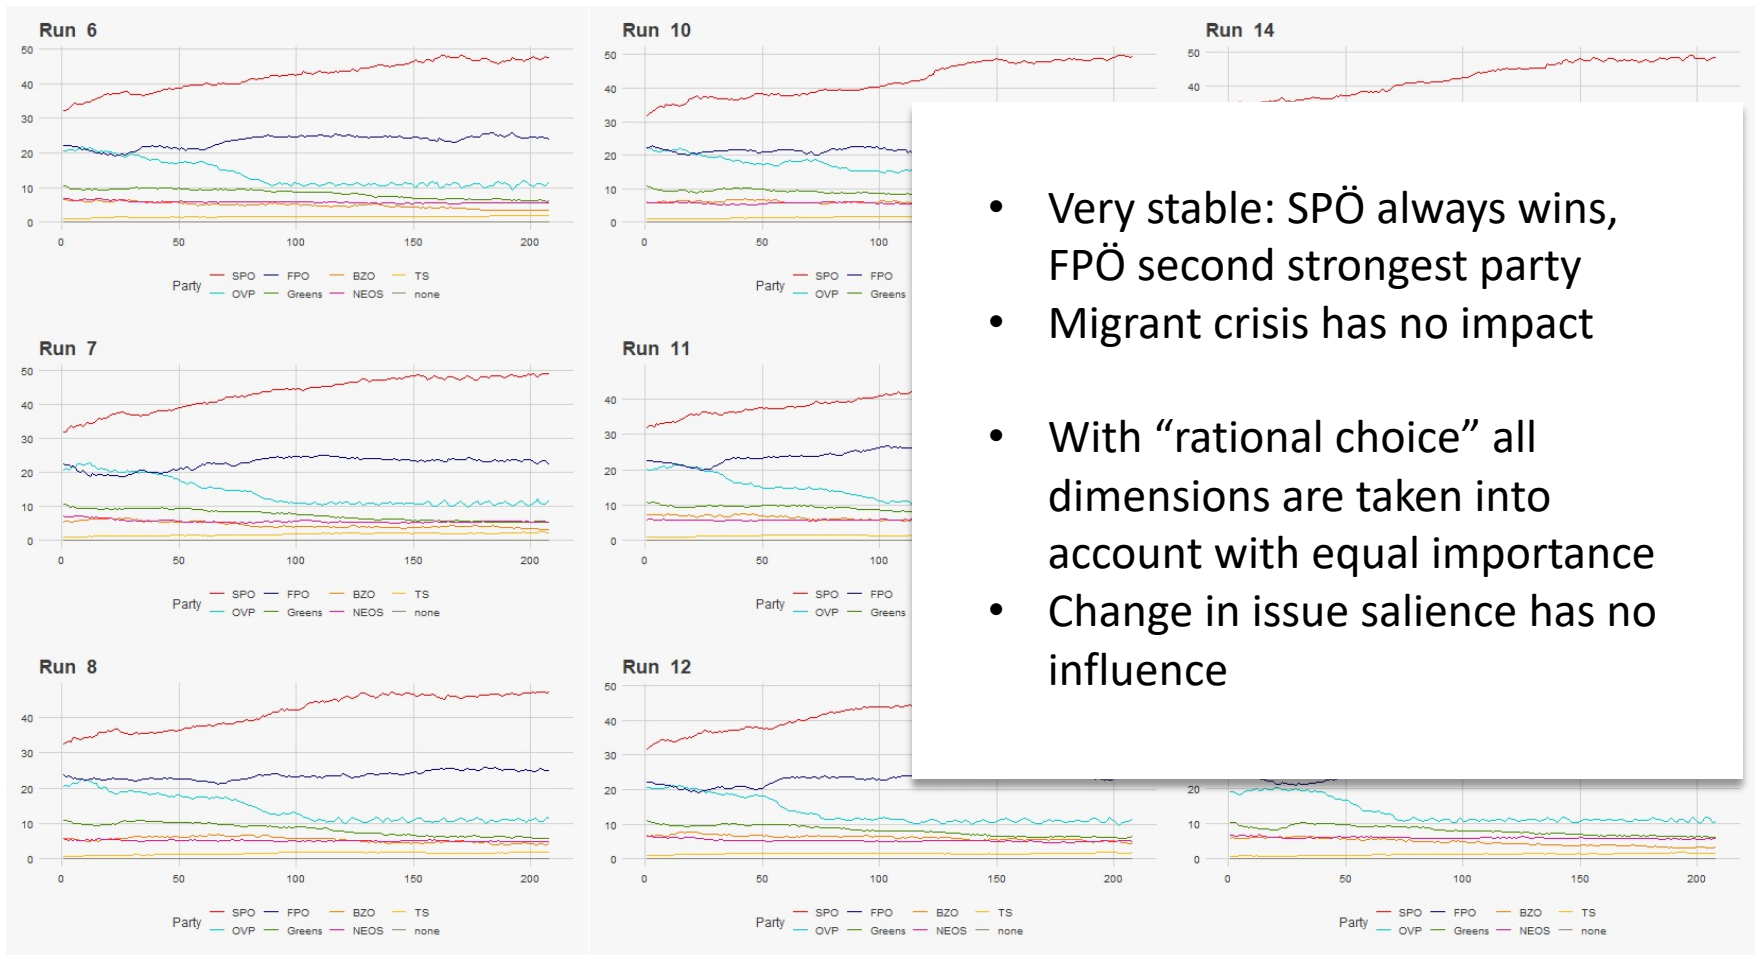 Run 6
50
40
30
20
10
0
0 50 100 150 200
Party SPO FPO BZO TS
OVP Greens NEOS none
Run 10
50
40
30
20
10
0
0 50 100
Party SPO FPO
OVP Greens
Run 14
50
40
Run 7
50
40
30
20
10
0
0 50 100 150 200
Party SPO FPO BZO TS
OVP Greens NEOS none
Run 11
40
30
20
10
0
0 50 100
Party SPO FPO
OVP Greens
• Very stable: SPÖ always wins,
FPÖ second strongest party
• Migrant crisis has no impact
• With “rational choice” all
dimensions are taken into
account with equal importance
• Change in issue salience has no
influence
Run 8
40
30
20
10
0
0 50 100 150 200
Party SPO FPO BZO TS
OVP Greens NEOS none
Run 12
50
40
30
20
10
0
0 50 100 150 200
Party SPO FPO BZO TS
OVP Greens NEOS none
20
10
0
0 50 100 150 200
Party SPO FPO BZO TS
OVP Greens NEOS none